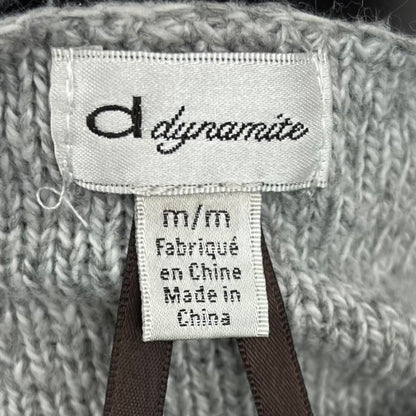 d dynamite
m/m
Fabriqué
en Chine
Made in
China